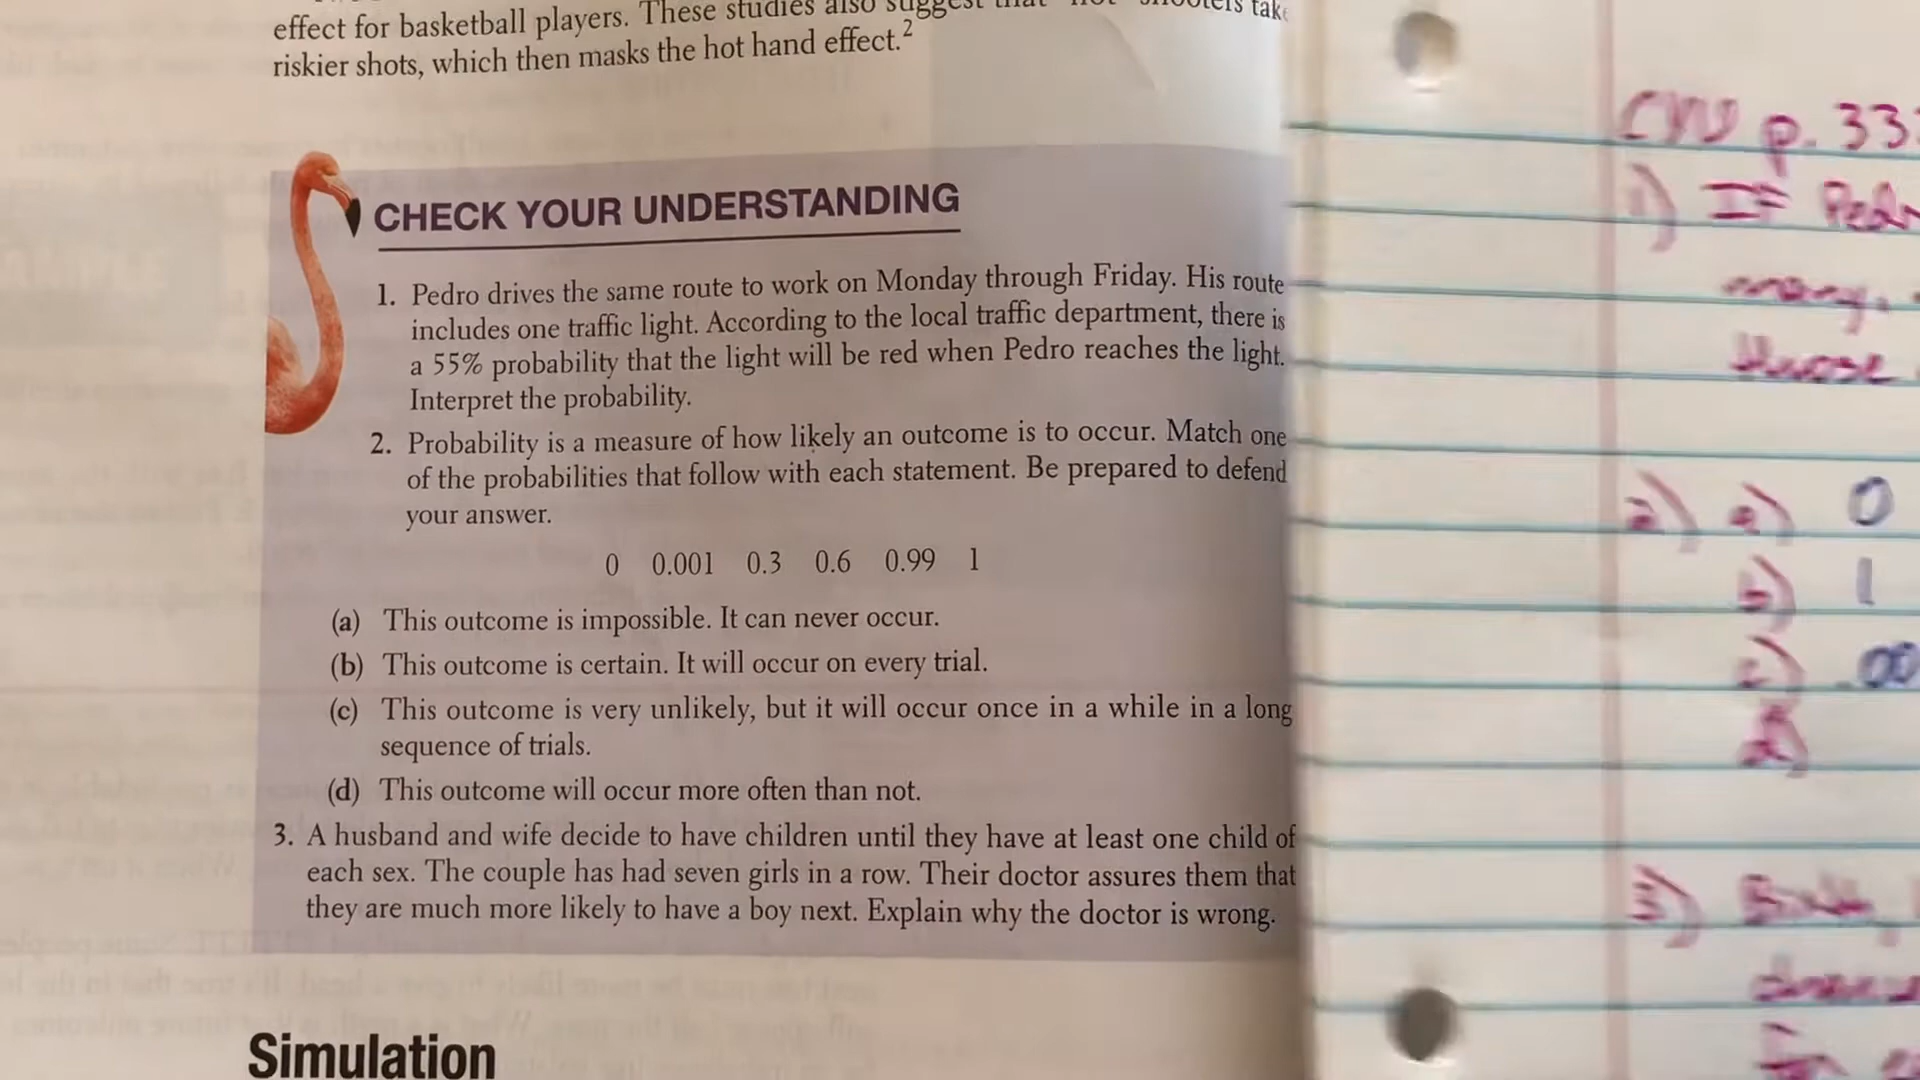 effect for basketball players. These studies also suggest that "hot" shooters take
riskier shots, which then masks the hot hand effect.2
CHECK YOUR UNDERSTANDING
1. Pedro drives the same route to work on Monday through Friday. His route
includes one traffic light. According to the local traffic department, there is
a 55% probability that the light will be red when Pedro reaches the light.
Interpret the probability.
2. Probability is a measure of how likely an outcome is to occur. Match one
of the probabilities that follow with each statement. Be prepared to defend
your answer.
0 0.001 0.3 0.6 0.99 1
(a) This outcome is impossible. It can never occur.
(b) This outcome is certain. It will occur on every trial.
(c) This outcome is very unlikely, but it will occur once in a while in a long
sequence of trials.
(d) This outcome will occur more often than not.
3. A husband and wife decide to have children until they have at least one child of
each sex. The couple has had seven girls in a row. Their doctor assures them that
they are much more likely to have a boy next. Explain why the doctor is wrong.
Simulation
p. 33
1) If Pedr
many,
those
2) a) 0
b) 1
c) .00
d)
3)